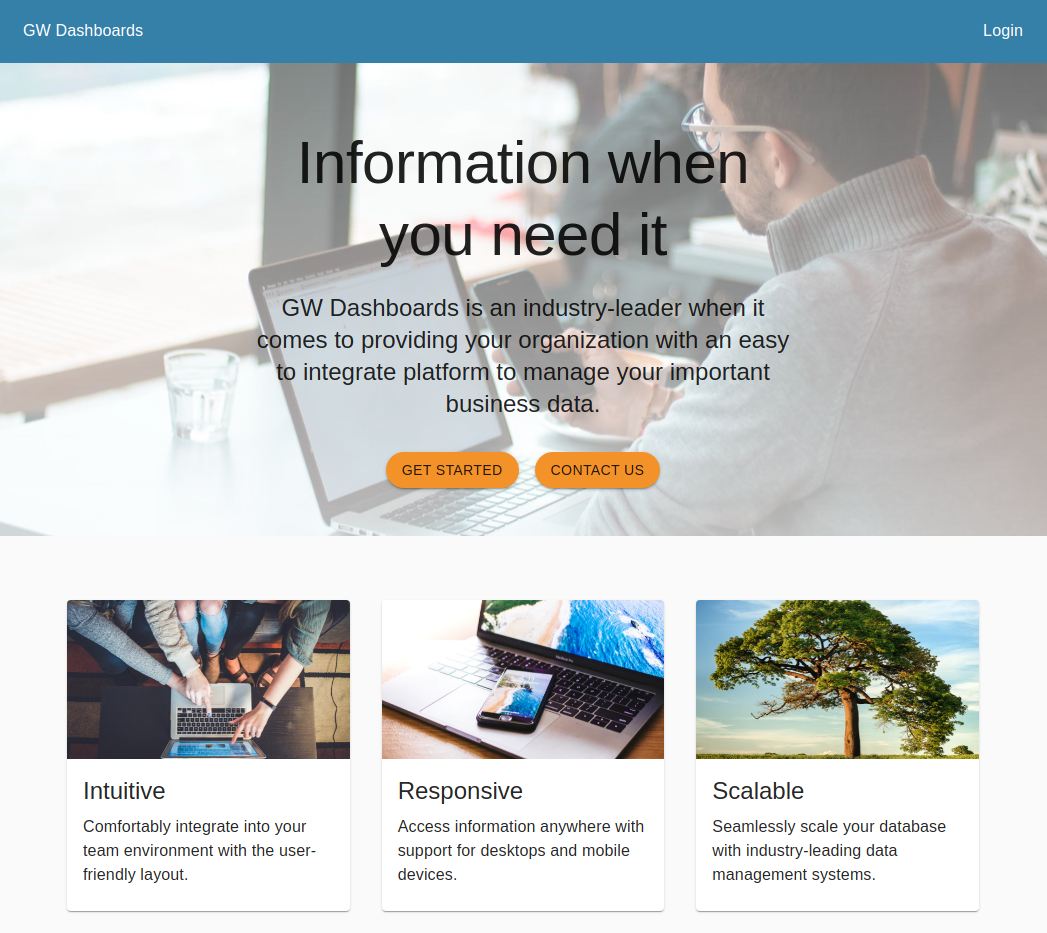 GW Dashboards
Login
Information when
you need it
GW Dashboards is an industry-leader when it
comes to providing your organization with an easy
to integrate platform to manage your important
business data.
GET STARTED
CONTACT US
Intuitive
Comfortably integrate into your
team environment with the user-
friendly layout.
Responsive
Access information anywhere with
support for desktops and mobile
devices.
Scalable
Seamlessly scale your database
with industry-leading data
management systems.